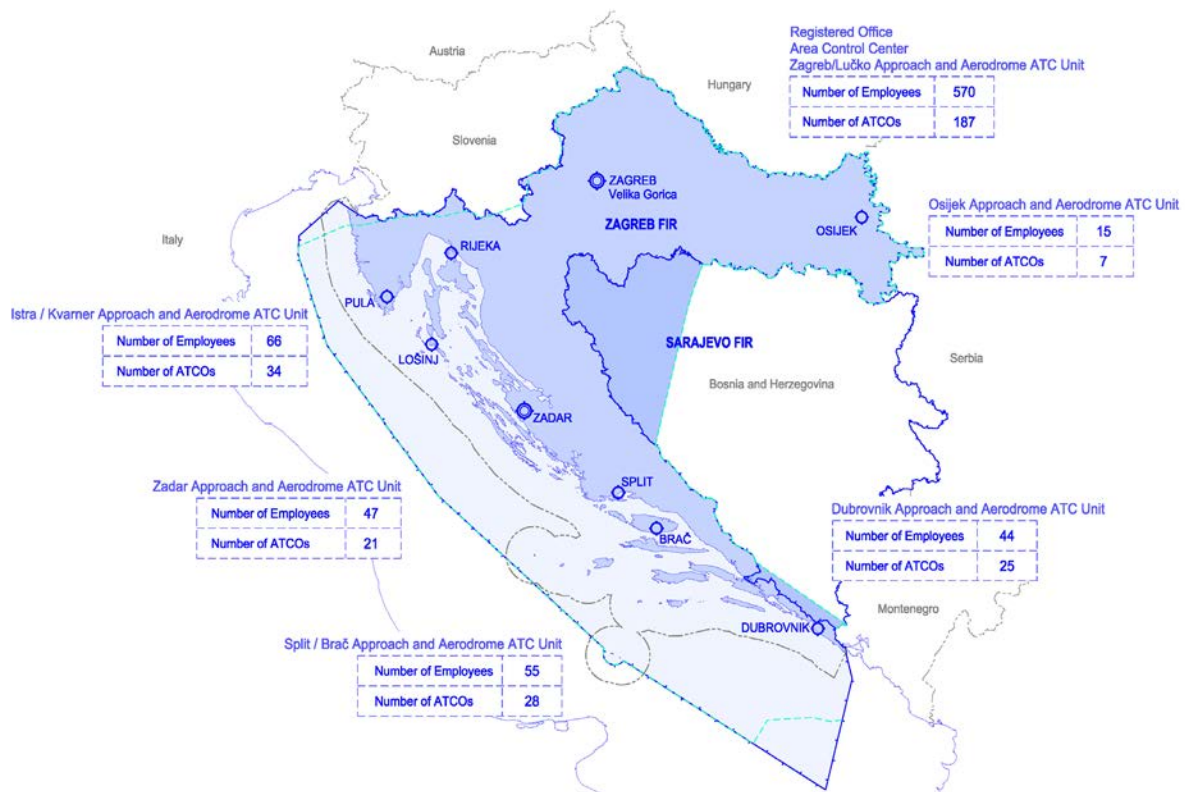 Austria
Registered Office
Area Control Center
Zagreb/Lučko Approach and Aerodrome ATC Unit
Number of Employees 570
Number of ATCOs 187
Hungary
Slovenia
ZAGREB
Velika Gorica
ZAGREB FIR
OSIJEK
Osijek Approach and Aerodrome ATC Unit
Number of Employees 15
Number of ATCOs 7
Italy
RIJEKA
PULA
Istra / Kvarner Approach and Aerodrome ATC Unit
Number of Employees 66
Number of ATCOs 34
LOŠINJ
SARAJEVO FIR
Bosnia and Herzegovina
Serbia
ZADAR
Zadar Approach and Aerodrome ATC Unit
Number of Employees 47
Number of ATCOs 21
SPLIT
BRAČ
Dubrovnik Approach and Aerodrome ATC Unit
Number of Employees 44
Number of ATCOs 25
Montenegro
DUBROVNIK
Split / Brač Approach and Aerodrome ATC Unit
Number of Employees 55
Number of ATCOs 28